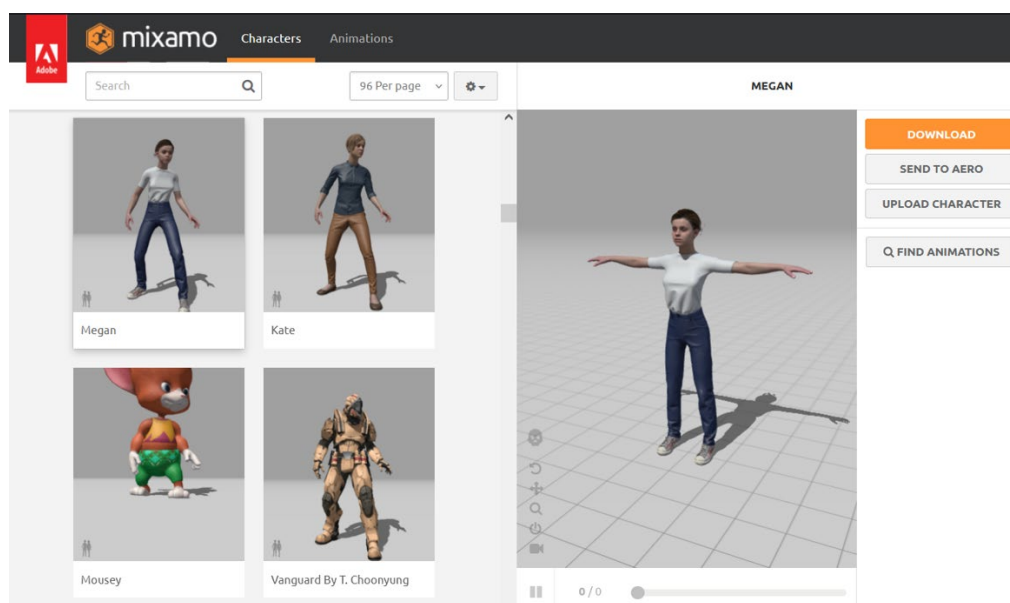 Adobe
mixamo
Characters
Animations
Search
96 Per page
MEGAN
Megan
Kate
Mousey
Vanguard By T. Choonyung
DOWNLOAD
SEND TO AERO
UPLOAD CHARACTER
FIND ANIMATIONS
0 / 0